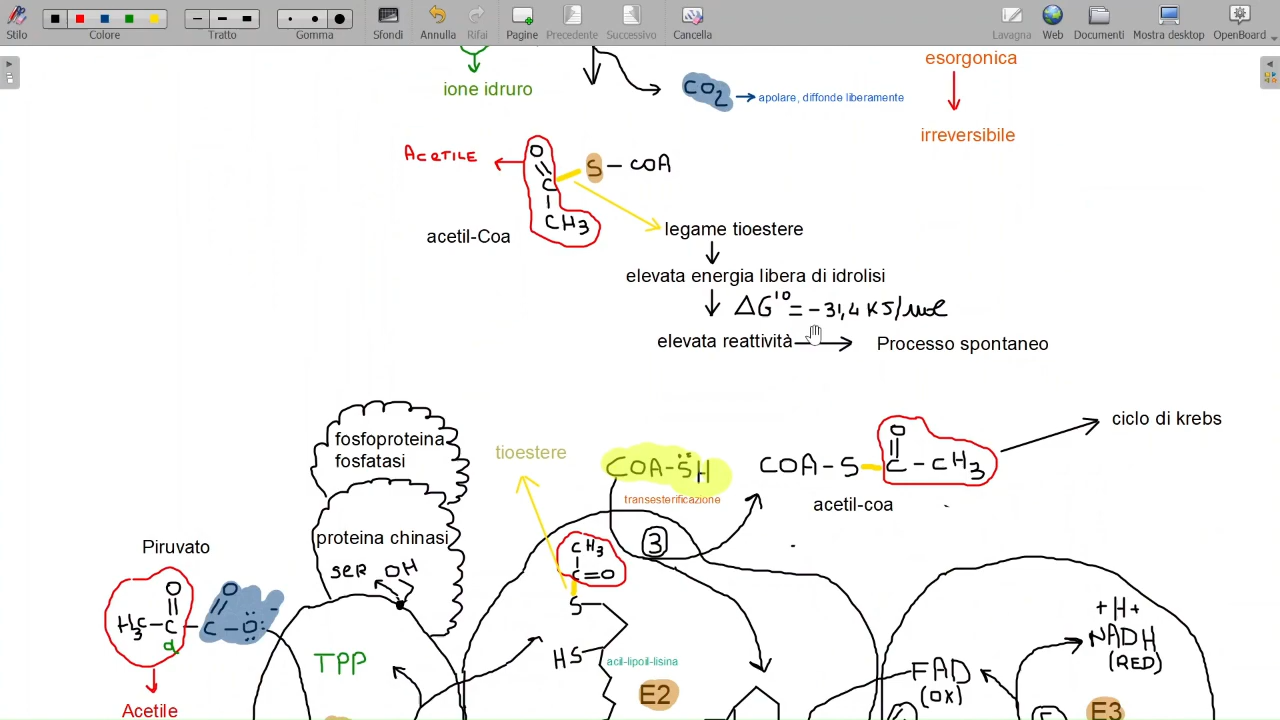 Stilo
Colore
Tratto
Gomma
Sfondi
Annulla
Rifai
Pagine
Precedente
Successivo
Cancella
Lavagna
Web
Documenti
Mostra desktop
OpenBoard
ione idruro
CO2
apolare, diffonde liberamente
esorgonica
irreversibile
ACETILE
O
S - COA
C
CH3
acetil-Coa
legame tioestere
elevata energia libera di idrolisi
ΔG'° = -31,4 KJ/mol
elevata reattività
Processo spontaneo
fosfoproteina
fosfatasi
tioestere
COA-SH
transesterificazione
O
COA-S-C-CH3
acetil-coa
ciclo di krebs
proteina chinasi
SER OH
3
CH3
C=O
S
HS
acil-lipoil-lisina
E2
Piruvato
O O
H3C-C-C-O:-
α
Acetile
TPP
+H+
NADH
(RED)
FAD
(OX)
E3